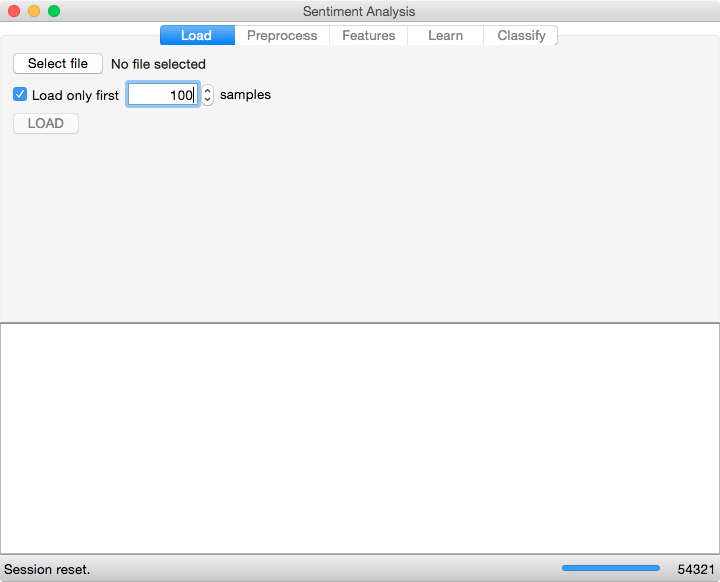 Sentiment Analysis
Load Preprocess Features Learn Classify
Select file No file selected
Load only first 100 samples
LOAD
Session reset. 54321